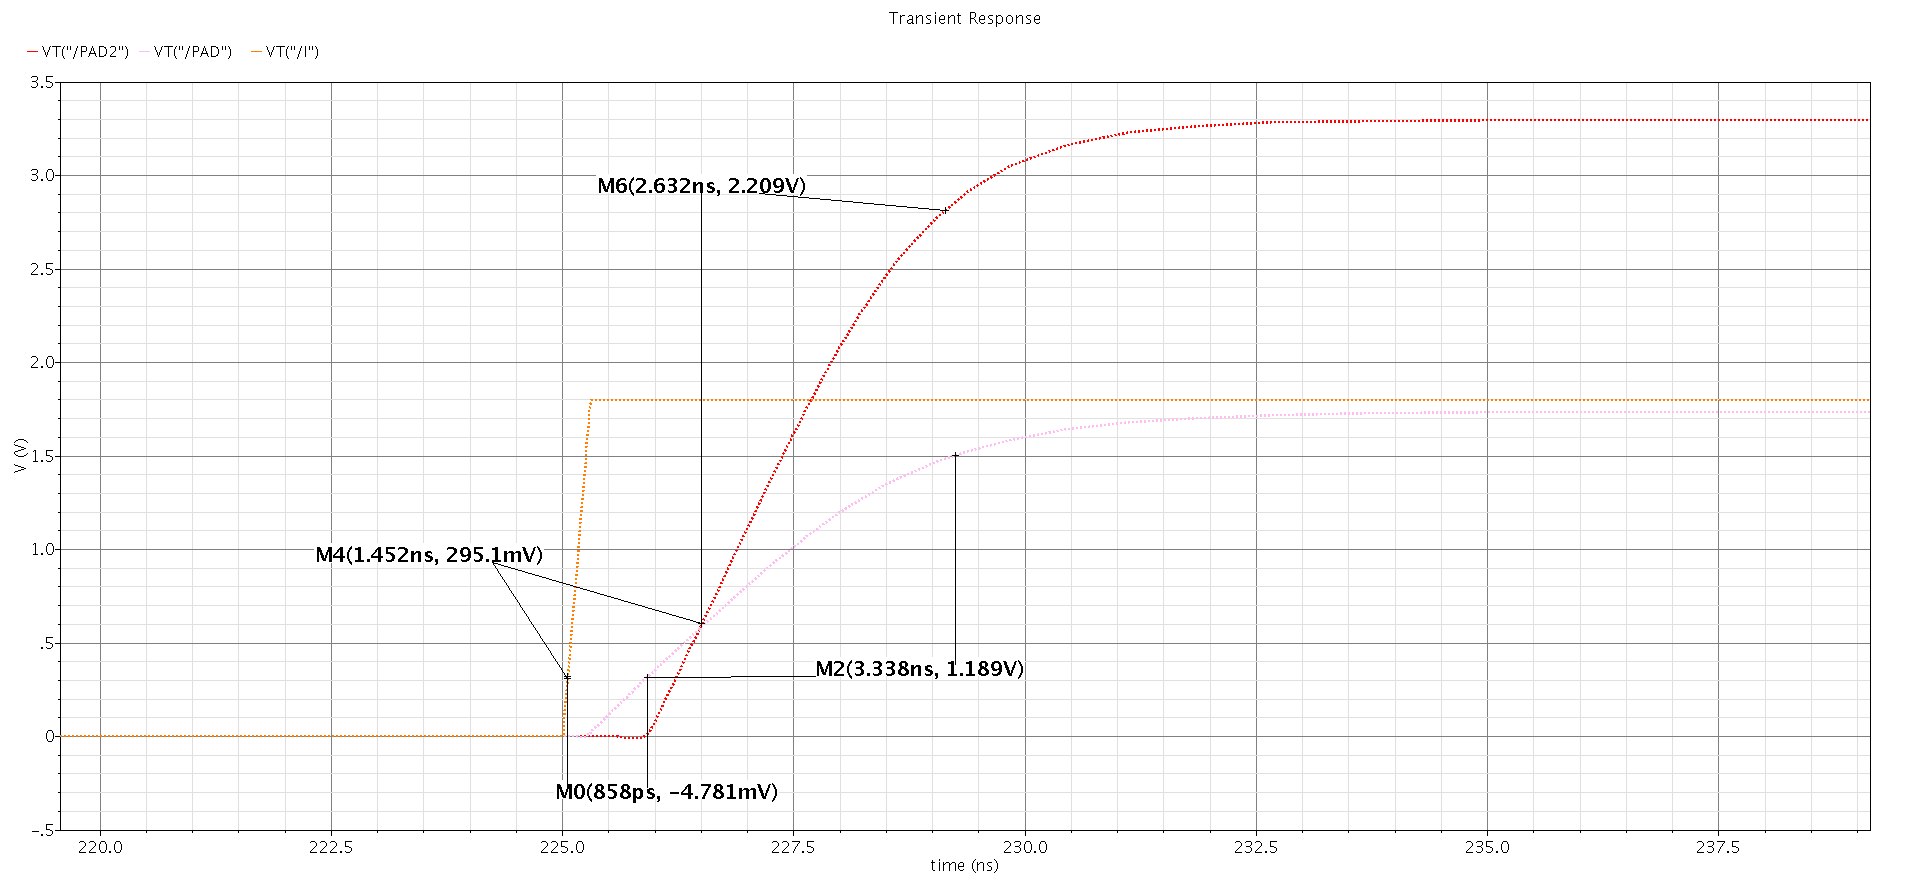 Transient Response
VT("/PAD2") VT("/PAD") VT("/I")
3.5
3.0
M6(2.632ns, 2.209V)
2.5
2.0
1.5
V (V)
1.0
M4(1.452ns, 295.1mV)
.5
M2(3.338ns, 1.189V)
0
M0(858ps, -4.781mV)
-.5
220.0 222.5 225.0 227.5 230.0 232.5 235.0 237.5
time (ns)